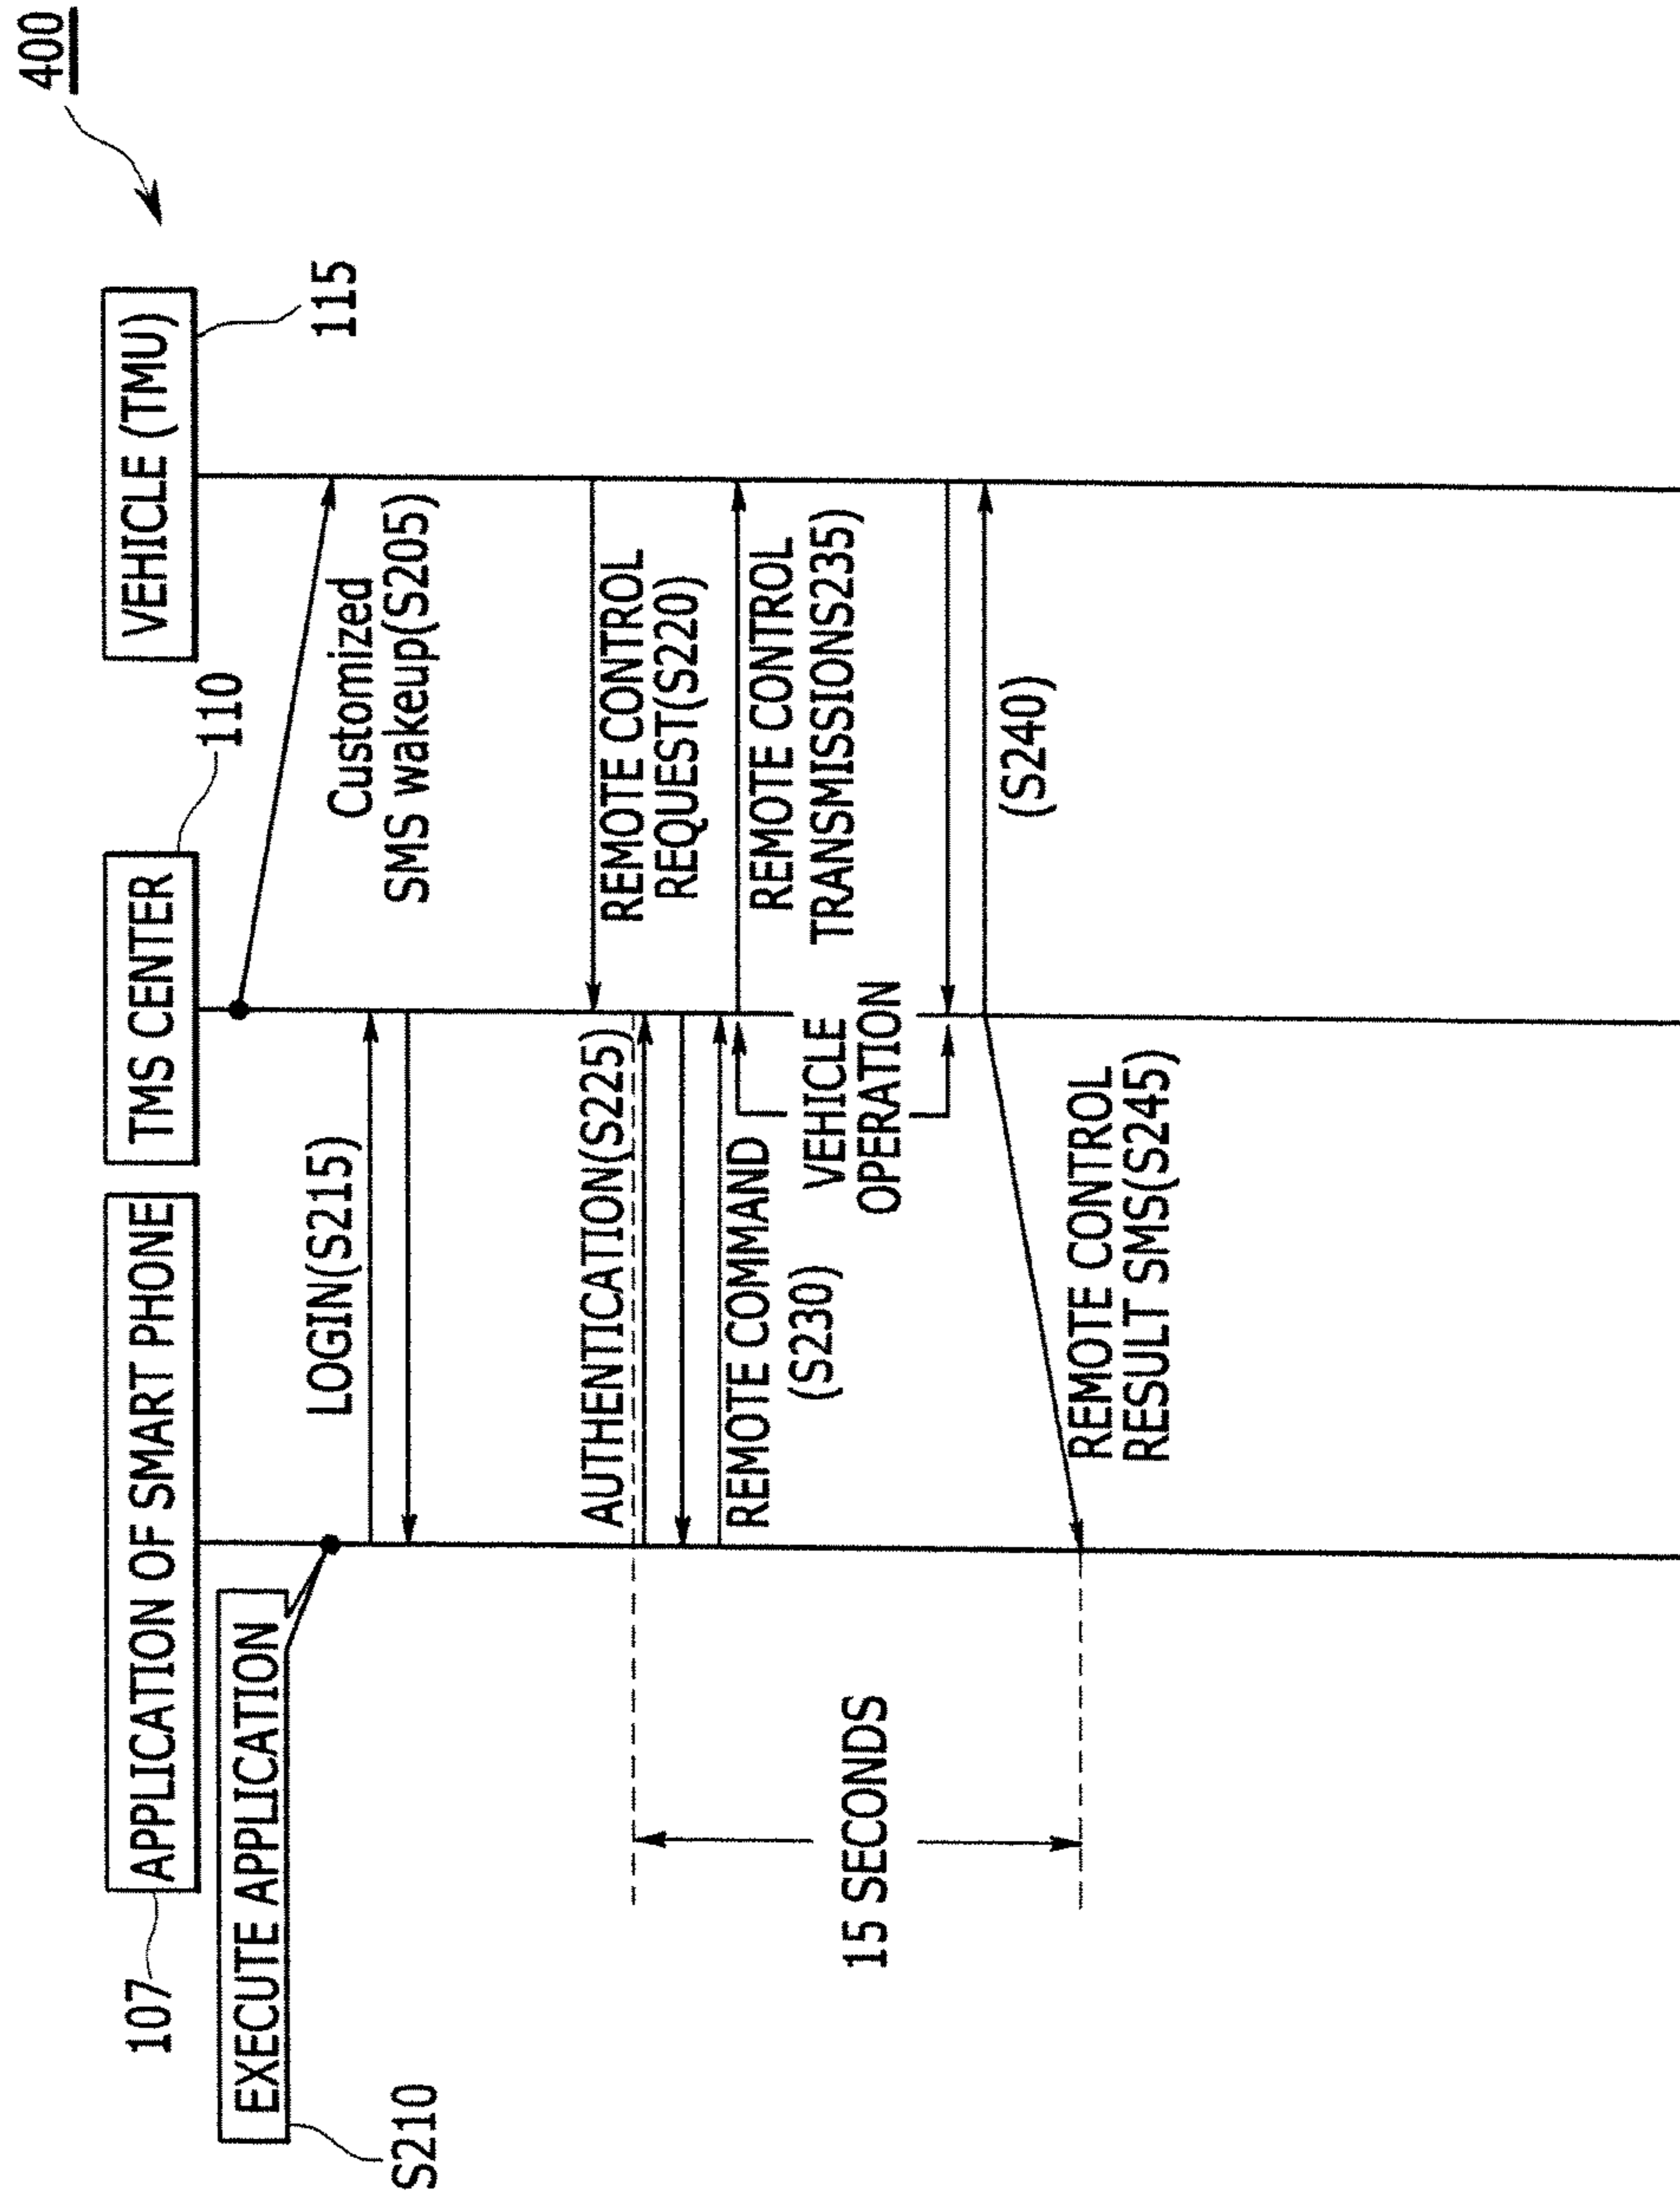 400
APPLICATION OF SMART PHONE
TMS CENTER
VEHICLE (TMU)
107
110
115
EXECUTE APPLICATION
S210
Customized
SMS wakeup(S205)
LOGIN(S215)
REMOTE CONTROL
REQUEST(S220)
AUTHENTICATION(S225)
REMOTE COMMAND
(S230)
REMOTE CONTROL
TRANSMISSIONS235)
VEHICLE
OPERATION
15 SECONDS
(S240)
REMOTE CONTROL
RESULT SMS(S245)